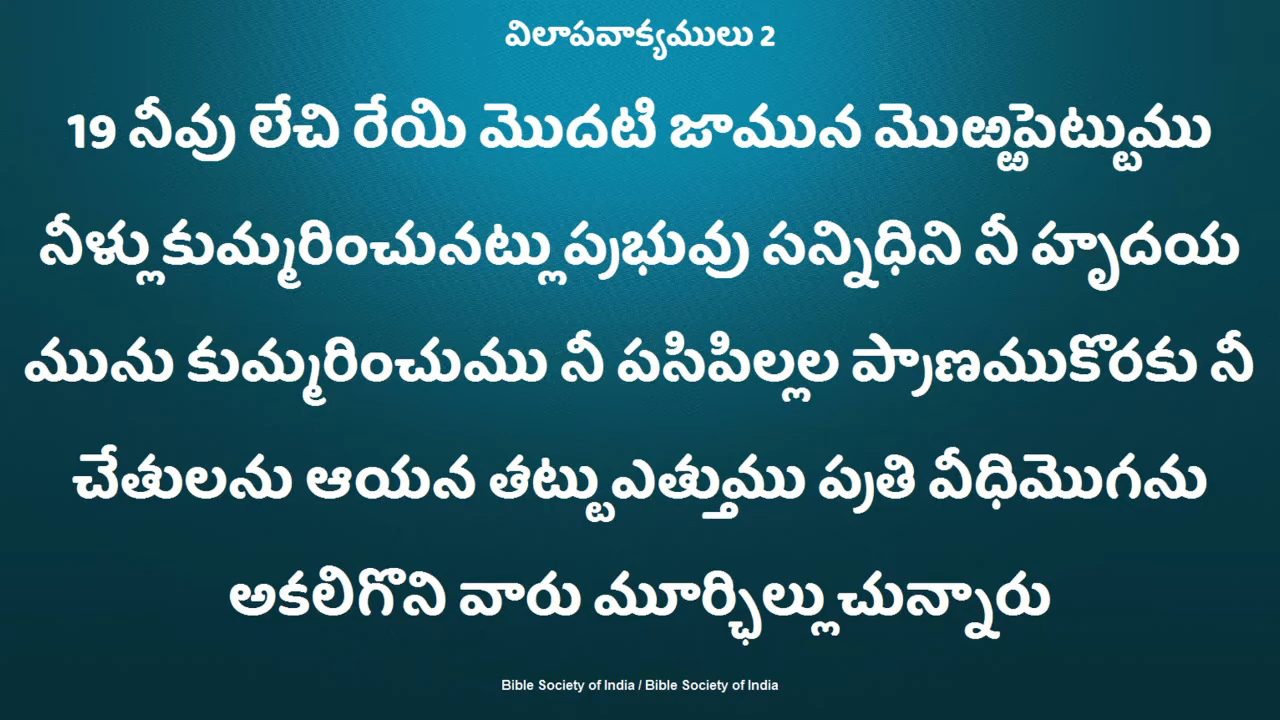 విలాపవాక్యములు 2
19 నీవు లేచి రేయి మొదటి జామున మొఱ్ఱపెట్టుము
నీళ్లుకుమ్మరించునట్లుప్రభువు సన్నిధిని నీ హృదయ
మును కుమ్మరించుము నీ పసిపిల్లల ప్రాణముకొరకు నీ
చేతులను ఆయన తట్టుఎత్తుము ప్రతి వీధిమొగను
అకలిగొని వారు మూర్ఛిల్లుచున్నారు
Bible Society of India / Bible Society of India